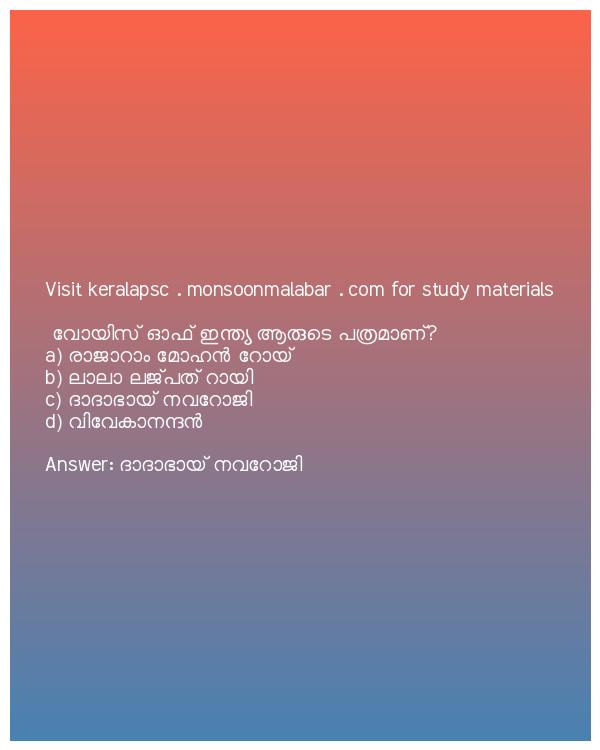 Visit keralapsc . monsoonmalabar . com for study materials
വോയിസ് ഓഫ് ഇന്ത്യ ആരുടെ പത്രമാണ്?
a) രാജാറാം മോഹൻ റോയ്
b) ലാലാ ലജ്പത് റായി
c) ദാദാഭായ് നവറോജി
d) വിവേകാനന്ദൻ
Answer: ദാദാഭായ് നവറോജി